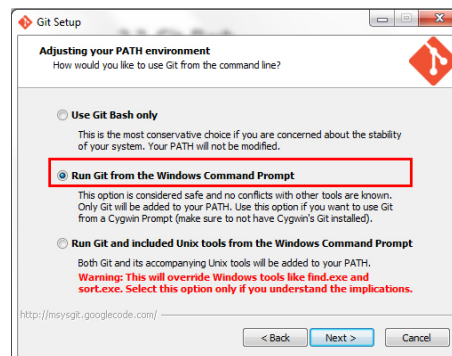 Git Setup
Adjusting your PATH environment
How would you like to use Git from the command line?
Use Git Bash only
This is the most conservative choice if you are concerned about the stability
of your system. Your PATH will not be modified.
Run Git from the Windows Command Prompt
This option is considered safe and no conflicts with other tools are known.
Only Git will be added to your PATH. Use this option if you want to use Git
from a Cygwin Prompt (make sure to not have Cygwin's Git installed).
Run Git and included Unix tools from the Windows Command Prompt
Both Git and its accompanying Unix tools will be added to your PATH.
Warning: This will override Windows tools like find.exe and
sort.exe. Select this option only if you understand the implications.
http://msysgit.googlecode.com/
< Back Next > Cancel